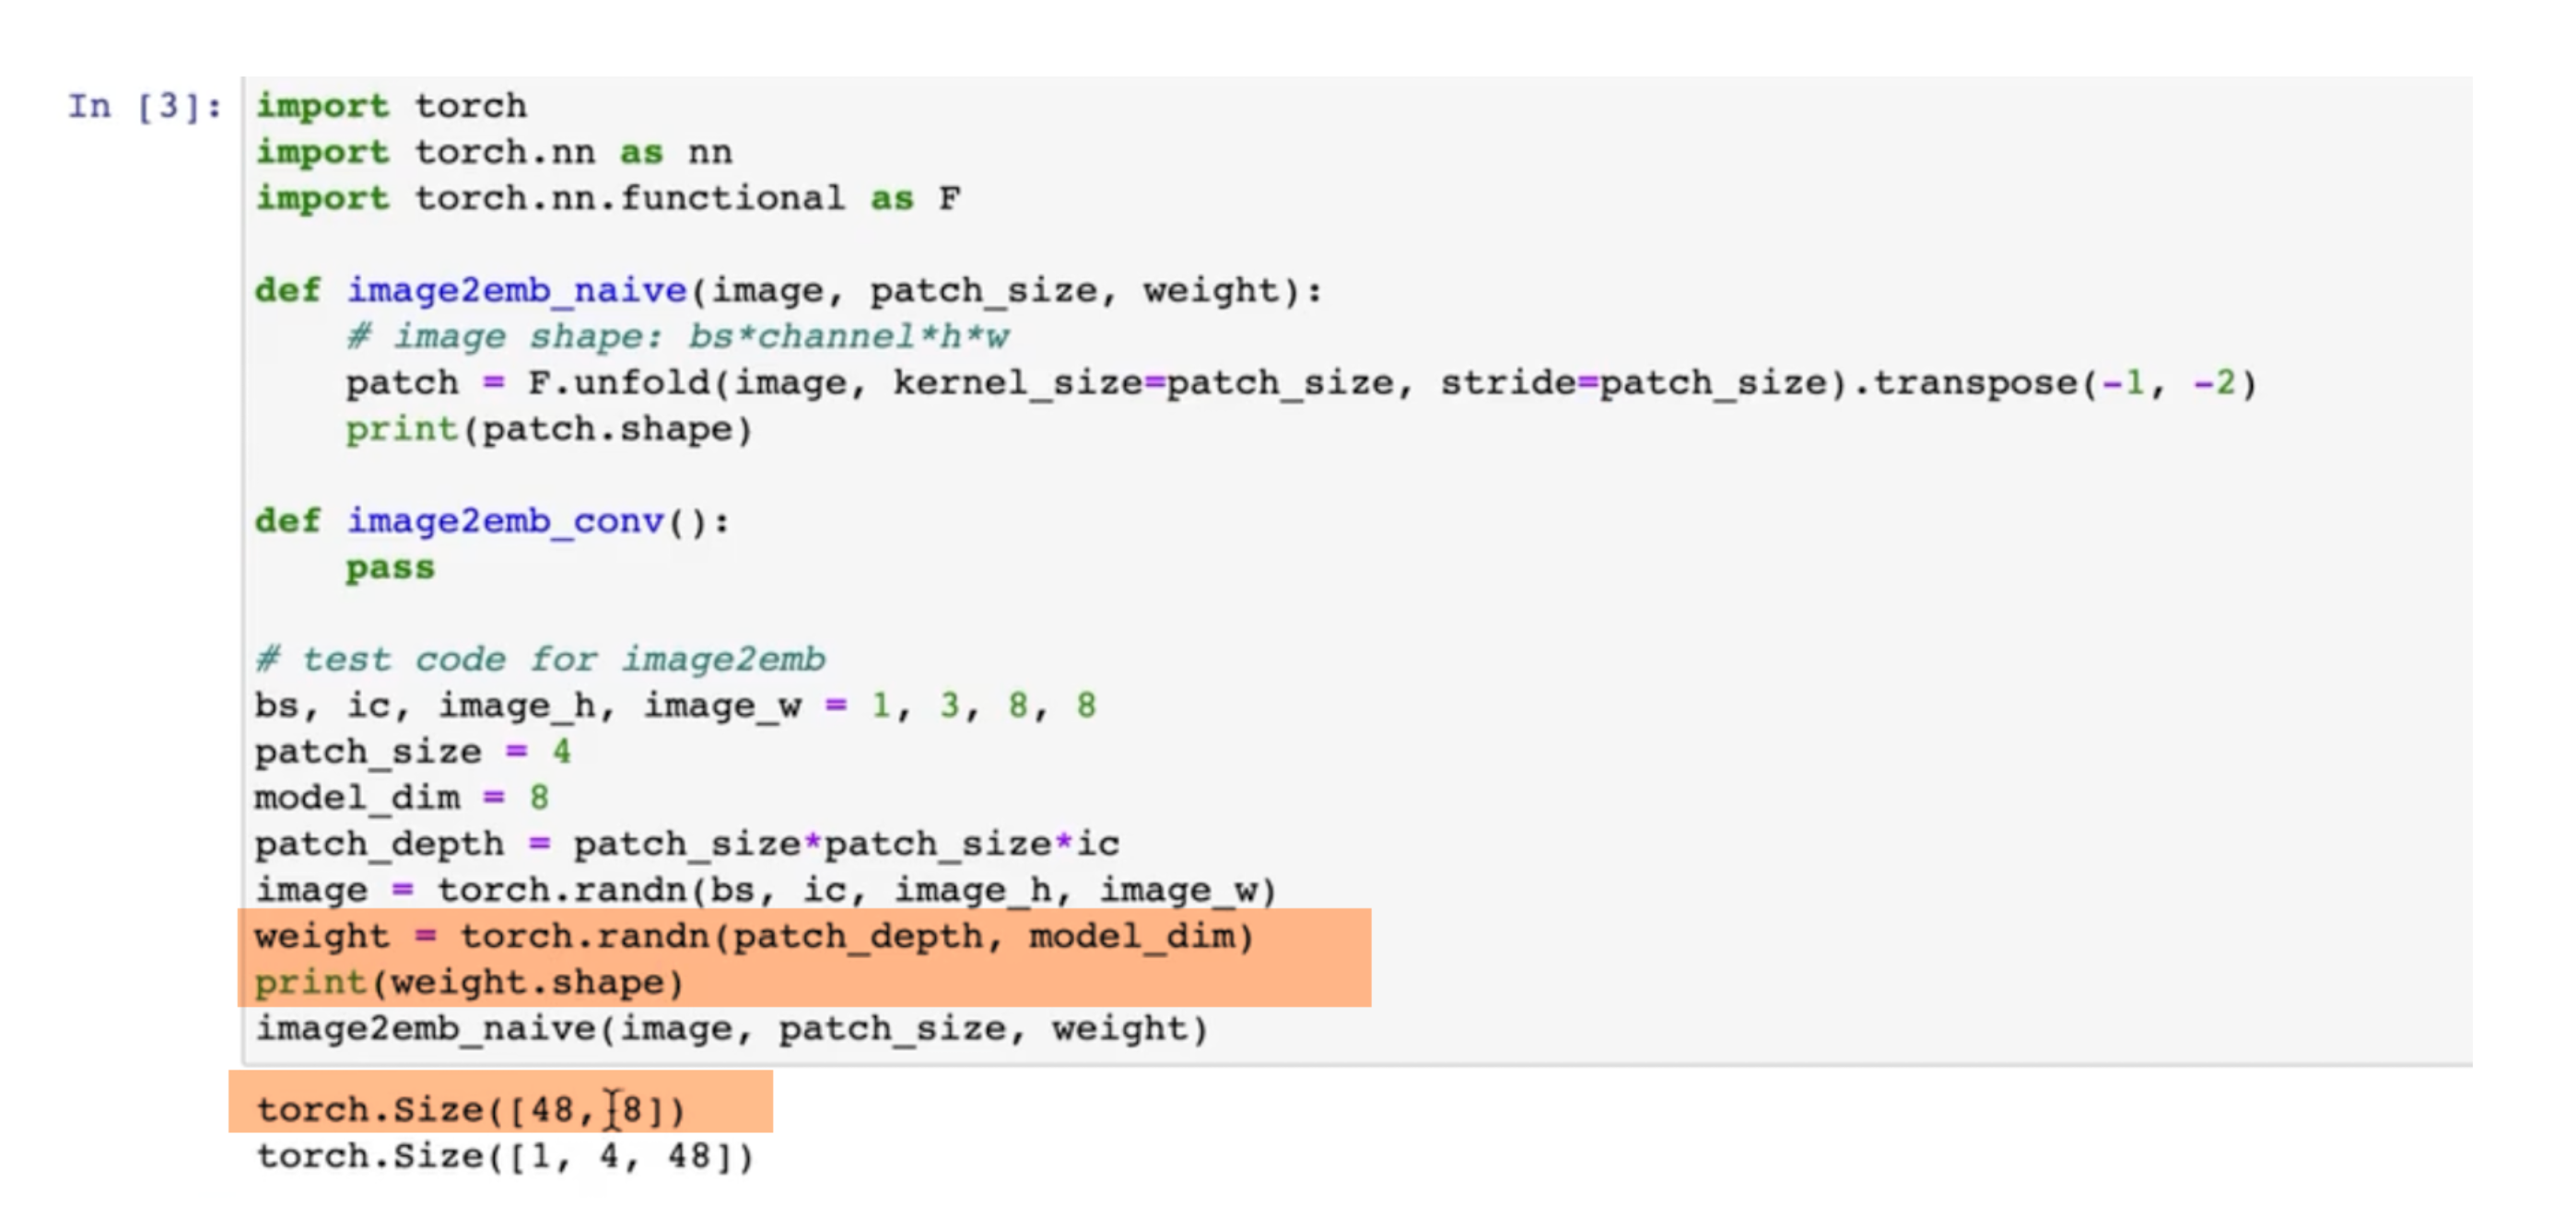 In [3]:
import torch
import torch.nn as nn
import torch.nn.functional as F
def image2emb_naive(image, patch_size, weight):
    # image shape: bs*channel*h*w
    patch = F.unfold(image, kernel_size=patch_size, stride=patch_size).transpose(-1, -2)
    print(patch.shape)
def image2emb_conv():
    pass
# test code for image2emb
bs, ic, image_h, image_w = 1, 3, 8, 8
patch_size = 4
model_dim = 8
patch_depth = patch_size*patch_size*ic
image = torch.randn(bs, ic, image_h, image_w)
weight = torch.randn(patch_depth, model_dim)
print(weight.shape)
image2emb_naive(image, patch_size, weight)
torch.Size([48, 8])
torch.Size([1, 4, 48])